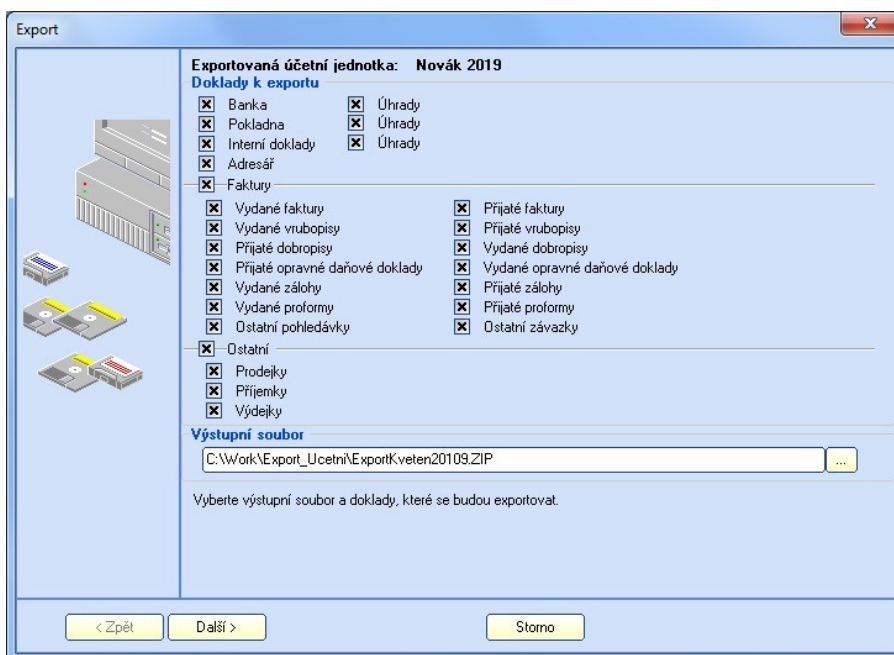 Export
Exportovaná účetní jednotka: Novák 2019
Doklady k exportu
Banka Úhrady
Pokladna Úhrady
Interní doklady Úhrady
Adresář
Faktury
Vydané faktury Přijaté faktury
Vydané vrubopisy Přijaté vrubopisy
Přijaté dobropisy Vydané dobropisy
Přijaté opravné daňové doklady Vydané opravné daňové doklady
Vydané zálohy Přijaté zálohy
Vydané proformy Přijaté proformy
Ostatní pohledávky Ostatní závazky
Ostatní
Prodejky
Příjemky
Výdejky
Výstupní soubor
C:\Work\Export_Ucetni\ExportKveten20109.ZIP ...
Vyberte výstupní soubor a doklady, které se budou exportovat.
< Zpět Další > Storno